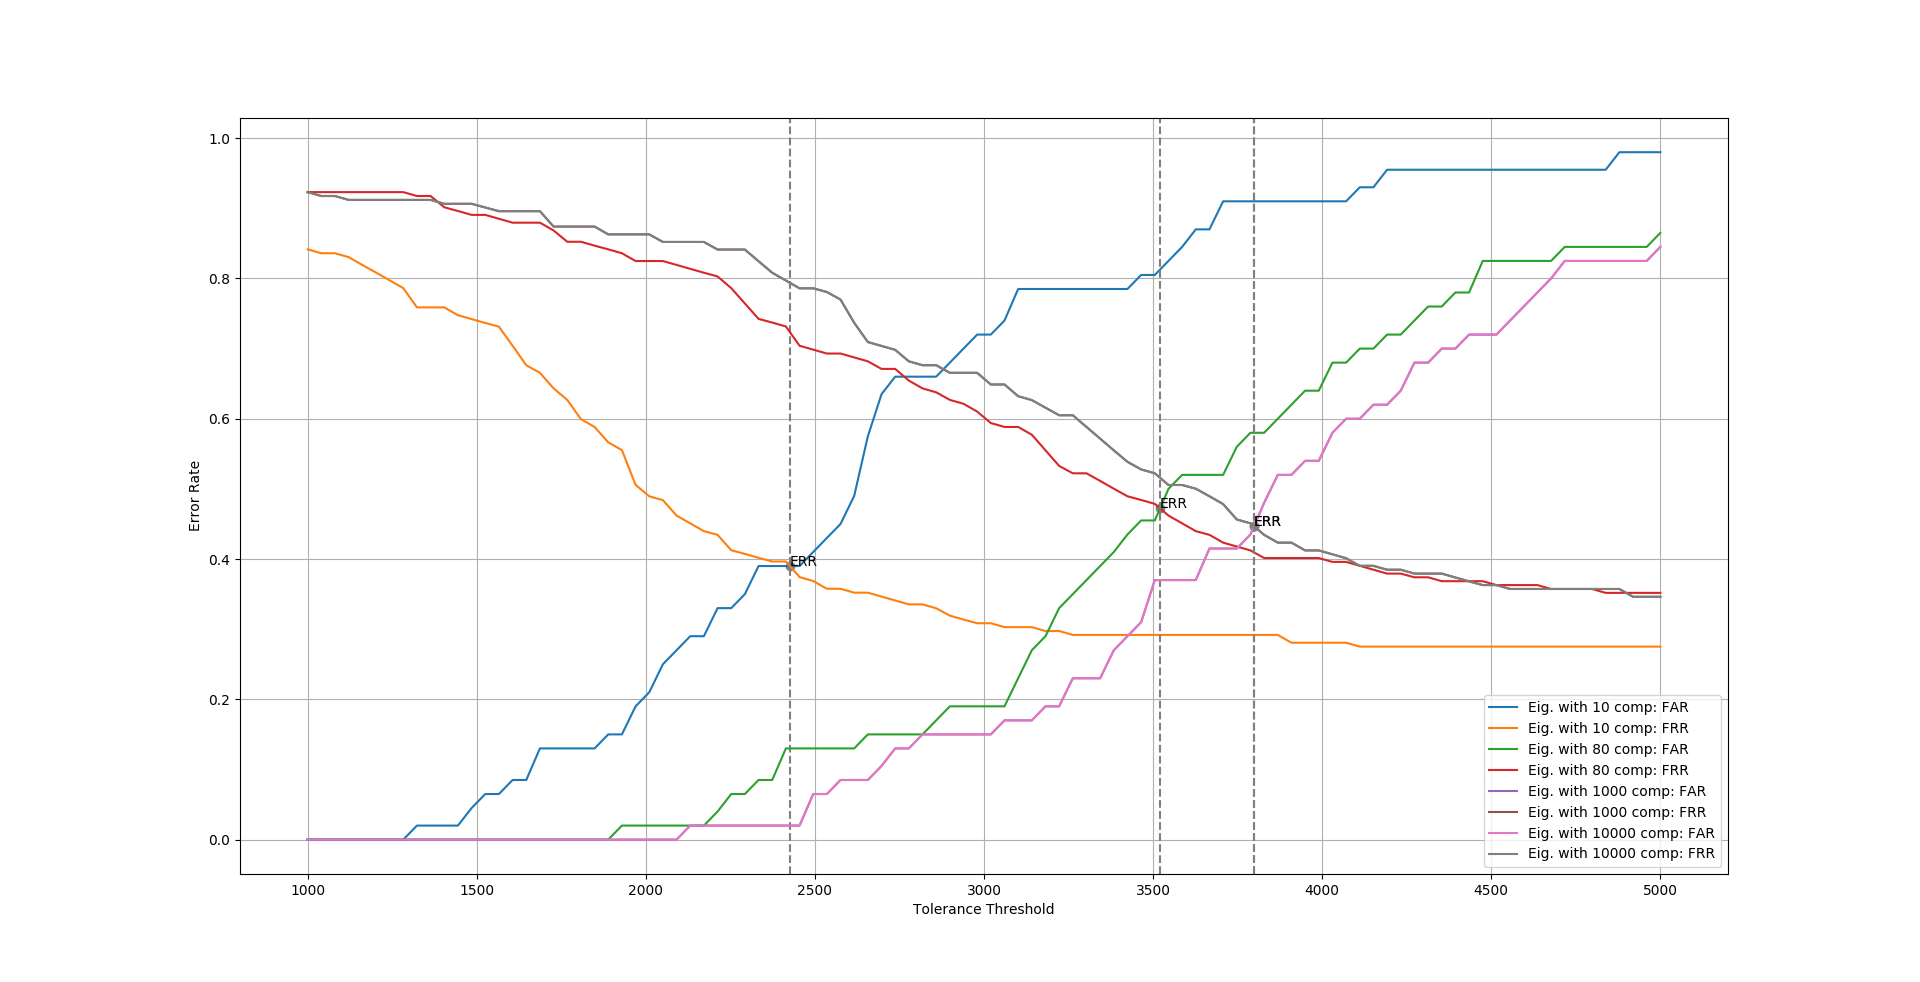 1.0
0.8
0.6
0.4
0.2
0.0
Error Rate
ERR
ERR
ERR
ERR
Eig. with 10 comp: FAR
Eig. with 10 comp: FRR
Eig. with 80 comp: FAR
Eig. with 80 comp: FRR
Eig. with 1000 comp: FAR
Eig. with 1000 comp: FRR
Eig. with 10000 comp: FAR
Eig. with 10000 comp: FRR
1000 1500 2000 2500 3000 3500 4000 4500 5000
Tolerance Threshold